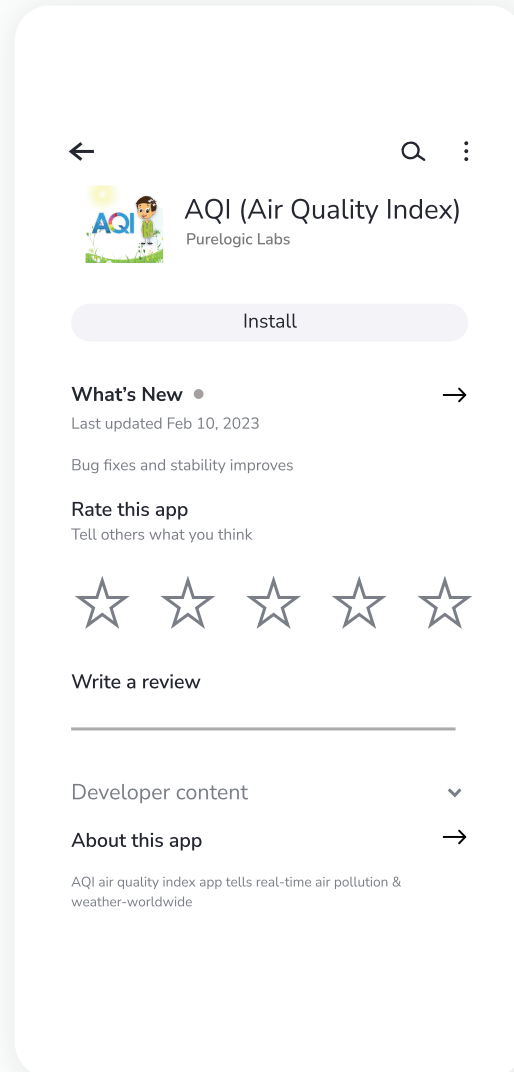 AQI (Air Quality Index)
AQI
Purelogic Labs
Install
What's New
Last updated Feb 10, 2023
Bug fixes and stability improves
Rate this app
Tell others what you think
Write a review
Developer content
About this app
AQI air quality index app tells real-time air pollution &
weather-worldwide